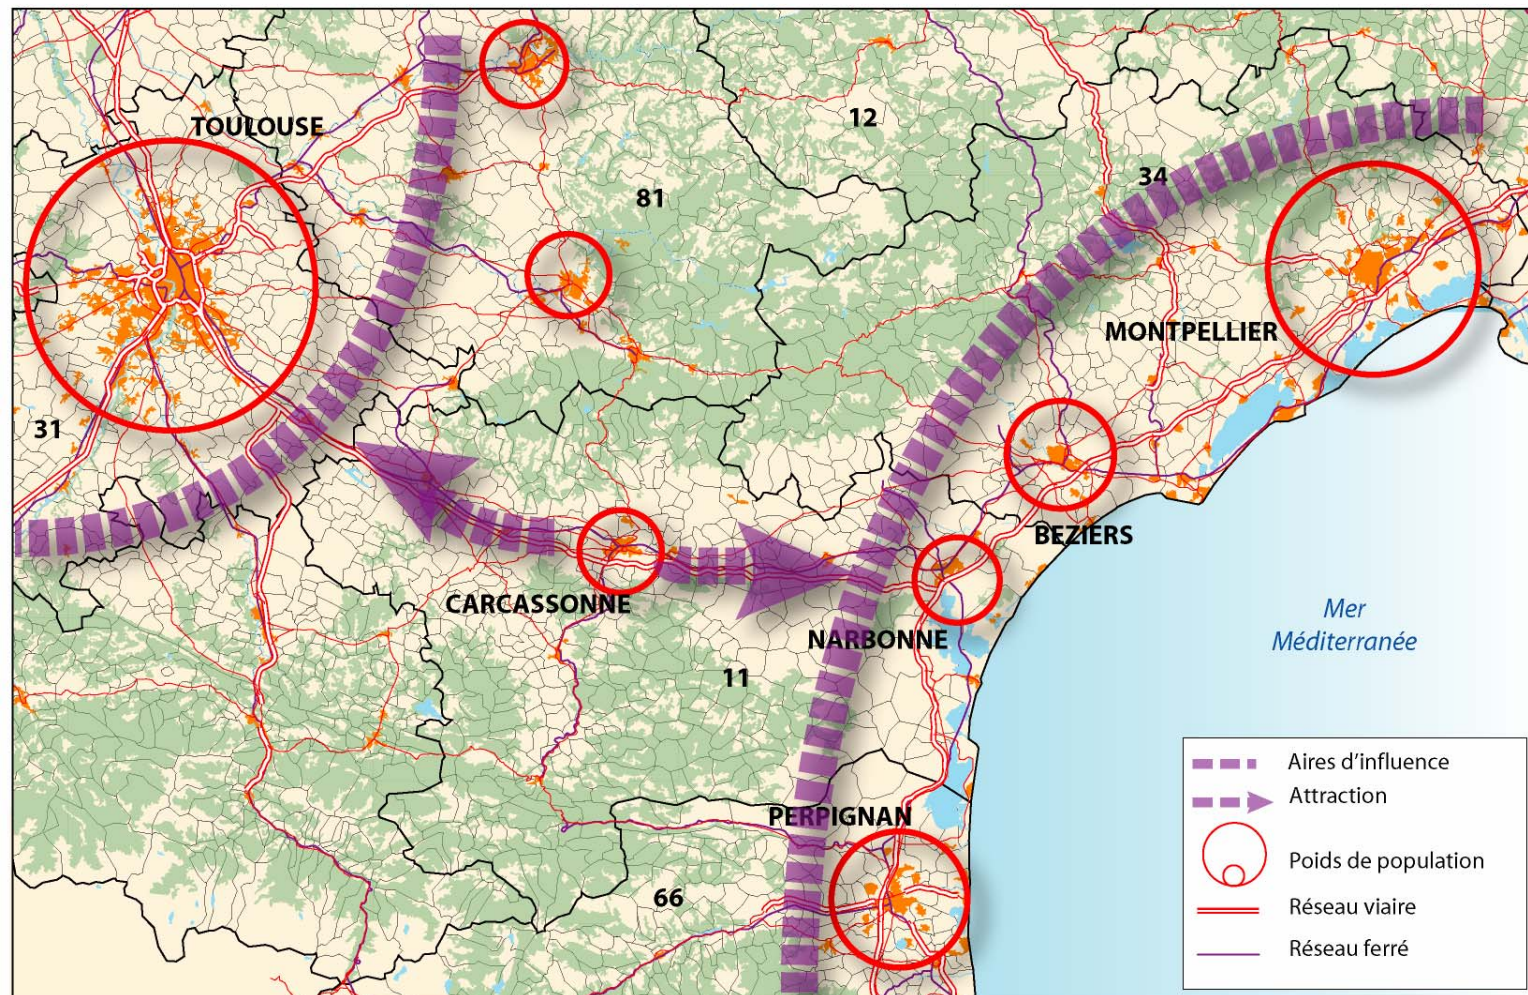 TOULOUSE
12
34
81
MONTPELLIER
31
BEZIERS
CARCASSONNE
NARBONNE
Mer
Méditerranée
11
PERPIGNAN
66
Aires d'influence
Attraction
Poids de population
Réseau viaire
Réseau ferré